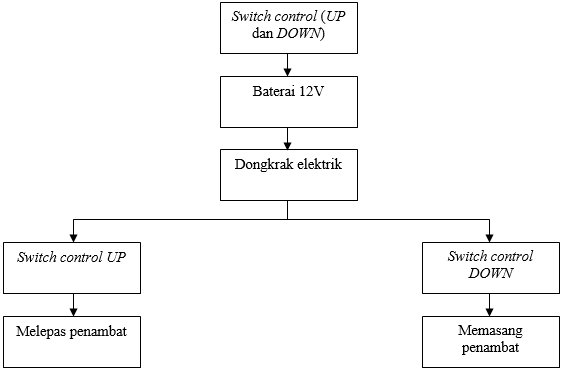 Switch control (UP
dan DOWN)
Baterai 12V
Dongkrak elektrik
Switch control UP
Switch control
DOWN
Melepas penambat
Memasang
penambat